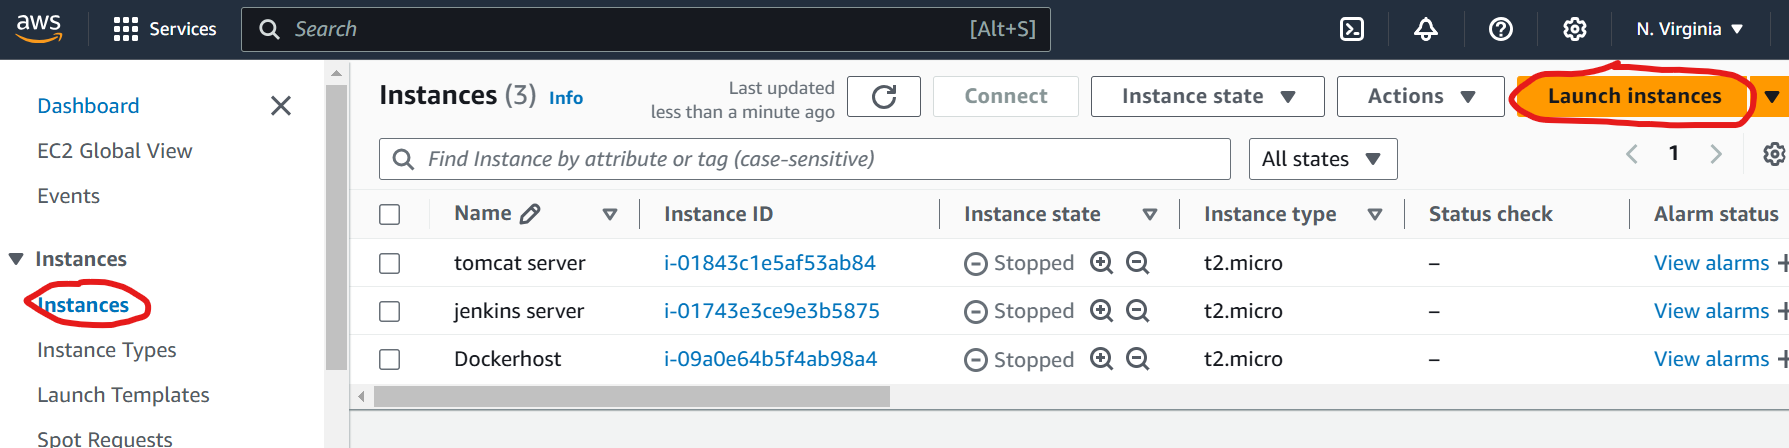 aws Services Search [Alt+S] N. Virginia
Dashboard
EC2 Global View
Events
Instances
Instances
Instance Types
Launch Templates
Spot Requests
Instances (3) Info
Last updated
less than a minute ago
Connect Instance state Actions Launch instances
Find Instance by attribute or tag (case-sensitive) All states 1
Name Instance ID Instance state Instance type Status check Alarm status
tomcat server i-01843c1e5af53ab84 Stopped t2.micro – View alarms +
jenkins server i-01743e3ce9e3b5875 Stopped t2.micro – View alarms +
Dockerhost i-09a0e64b5f4ab98a4 Stopped t2.micro – View alarms +